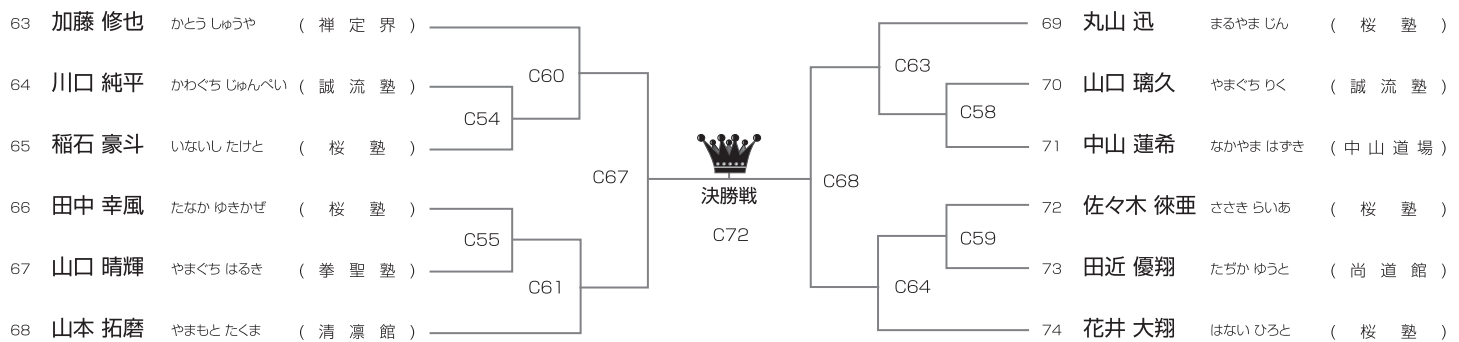 63 加藤 修也 かとう しゅうや ( 禅 定 界 )
64 川口 純平 かわぐち じゅんぺい ( 誠 流 塾 )
65 稲石 豪斗 いないし たけと ( 桜 塾 )
66 田中 幸風 たなか ゆきかぜ ( 桜 塾 )
67 山口 晴輝 やまぐち はるき ( 拳 聖 塾 )
68 山本 拓磨 やまもと たくま ( 清 凛 館 )
C60
C54
C55
C61
C67
決勝戦
C72
C68
C63
C58
C59
C64
69 丸山 迅 まるやま じん ( 桜 塾 )
70 山口 璃久 やまぐち りく ( 誠 流 塾 )
71 中山 蓮希 なかやま はずき ( 中 山 道 場 )
72 佐々木 徠亜 ささき らいあ ( 桜 塾 )
73 田近 優翔 たぢか ゆうと ( 尚 道 館 )
74 花井 大翔 はない ひろと ( 桜 塾 )